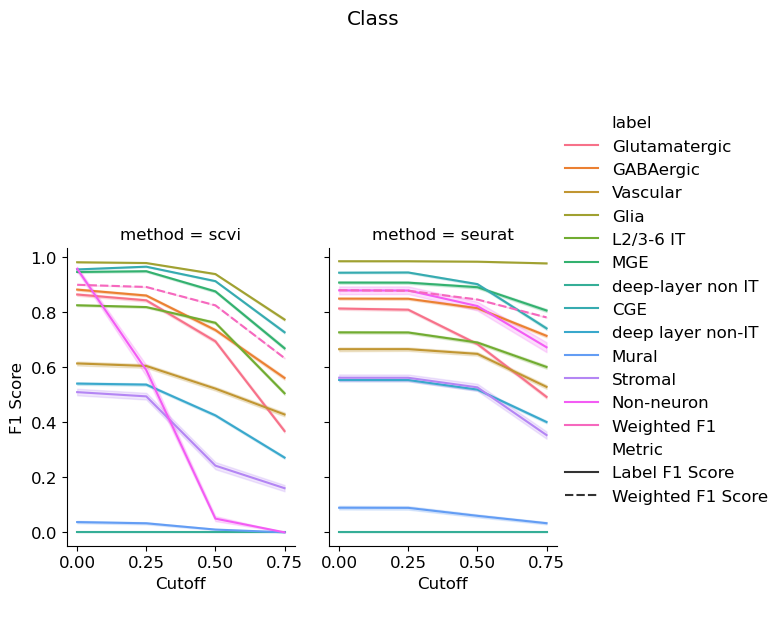 Class
method = scvi
method = seurat
F1 Score
1.0
0.8
0.6
0.4
0.2
0.0
0.00 0.25 0.50 0.75
0.00 0.25 0.50 0.75
Cutoff
Cutoff
label
Glutamatergic
GABAergic
Vascular
Glia
L2/3-6 IT
MGE
deep-layer non IT
CGE
deep layer non-IT
Mural
Stromal
Non-neuron
Weighted F1
Metric
Label F1 Score
Weighted F1 Score